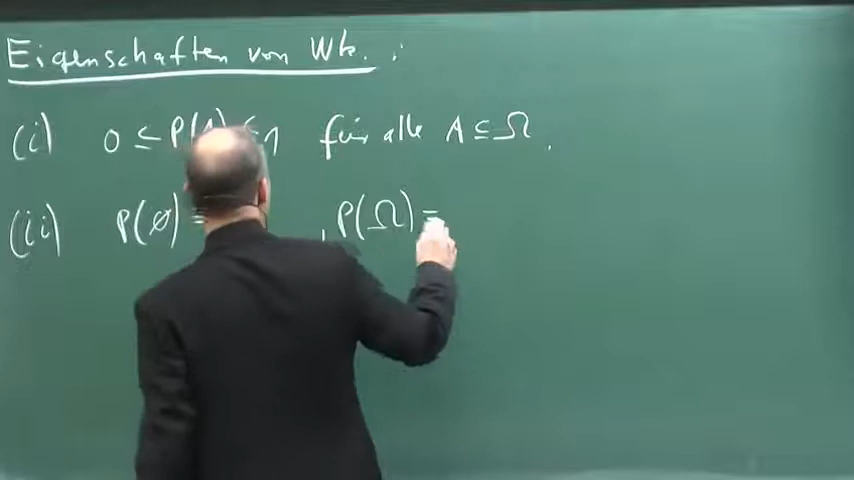 Eigenschaften von Wk. :
(i) 0 ≤ P(A) ≤ 1 für alle A ⊆ Ω .
(ii) P(∅) = , P(Ω) =